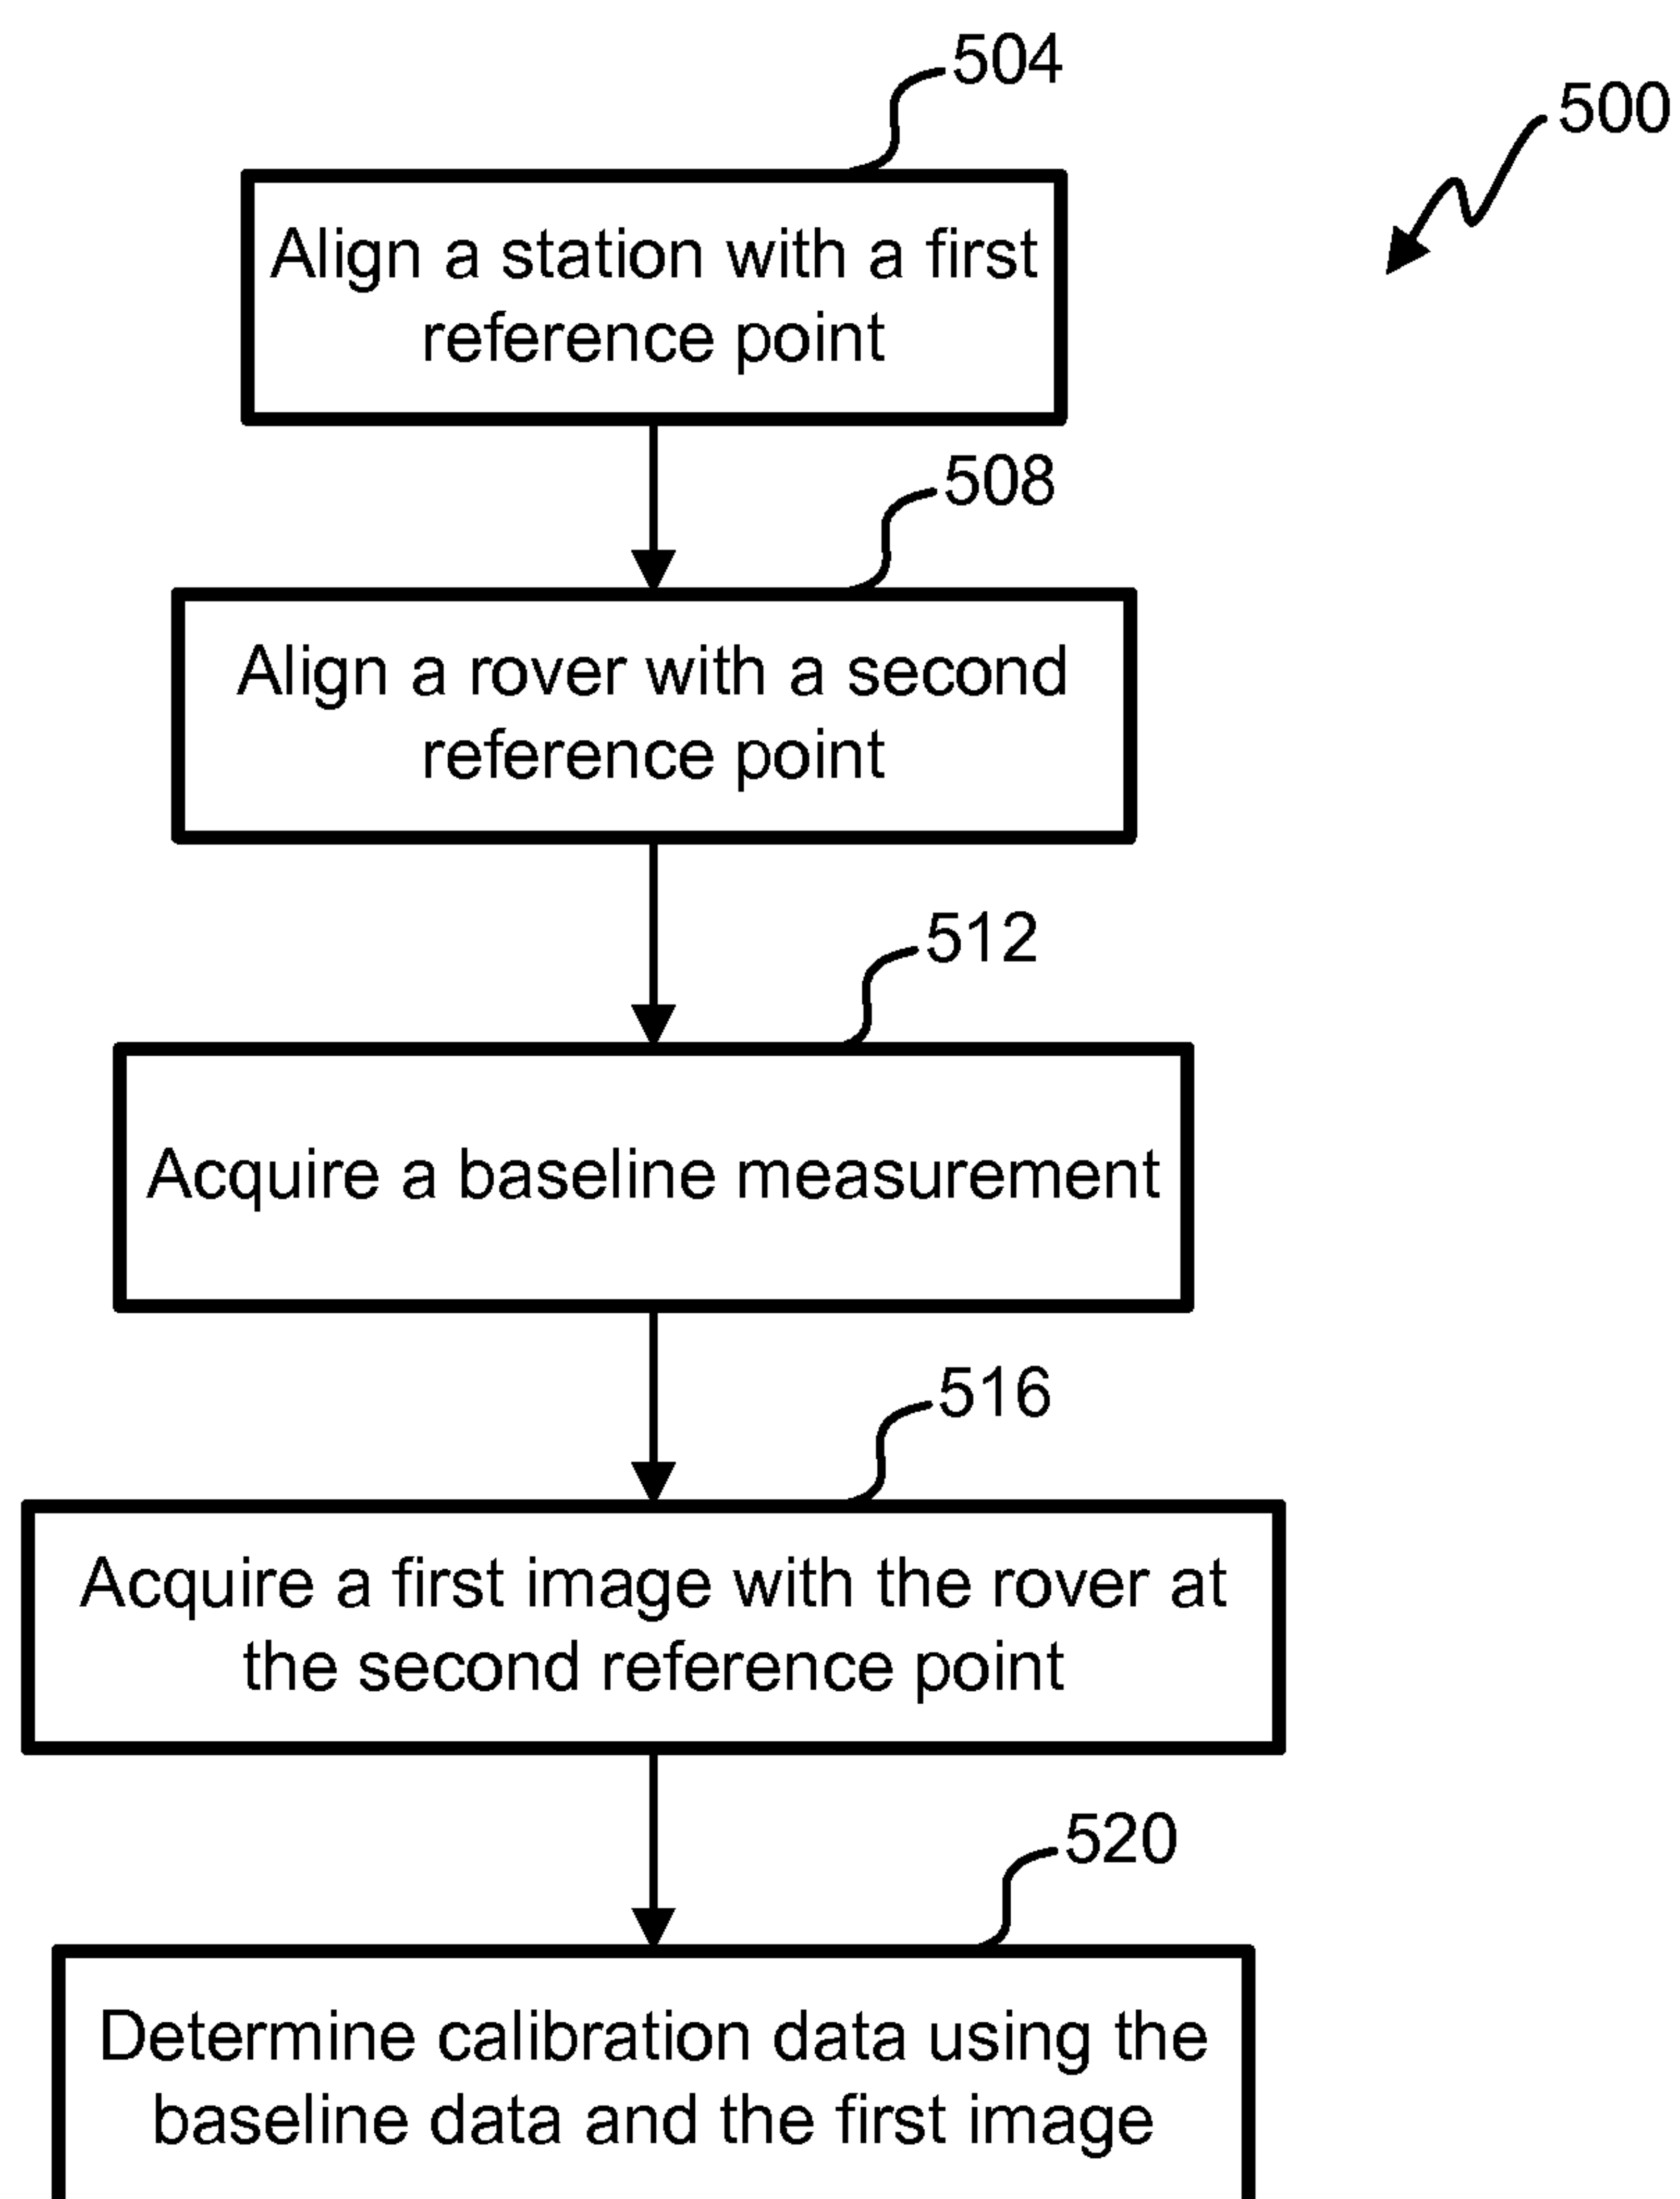 504
500
Align a station with a first
reference point
508
Align a rover with a second
reference point
512
Acquire a baseline measurement
516
Acquire a first image with the rover at
the second reference point
520
Determine calibration data using the
baseline data and the first image